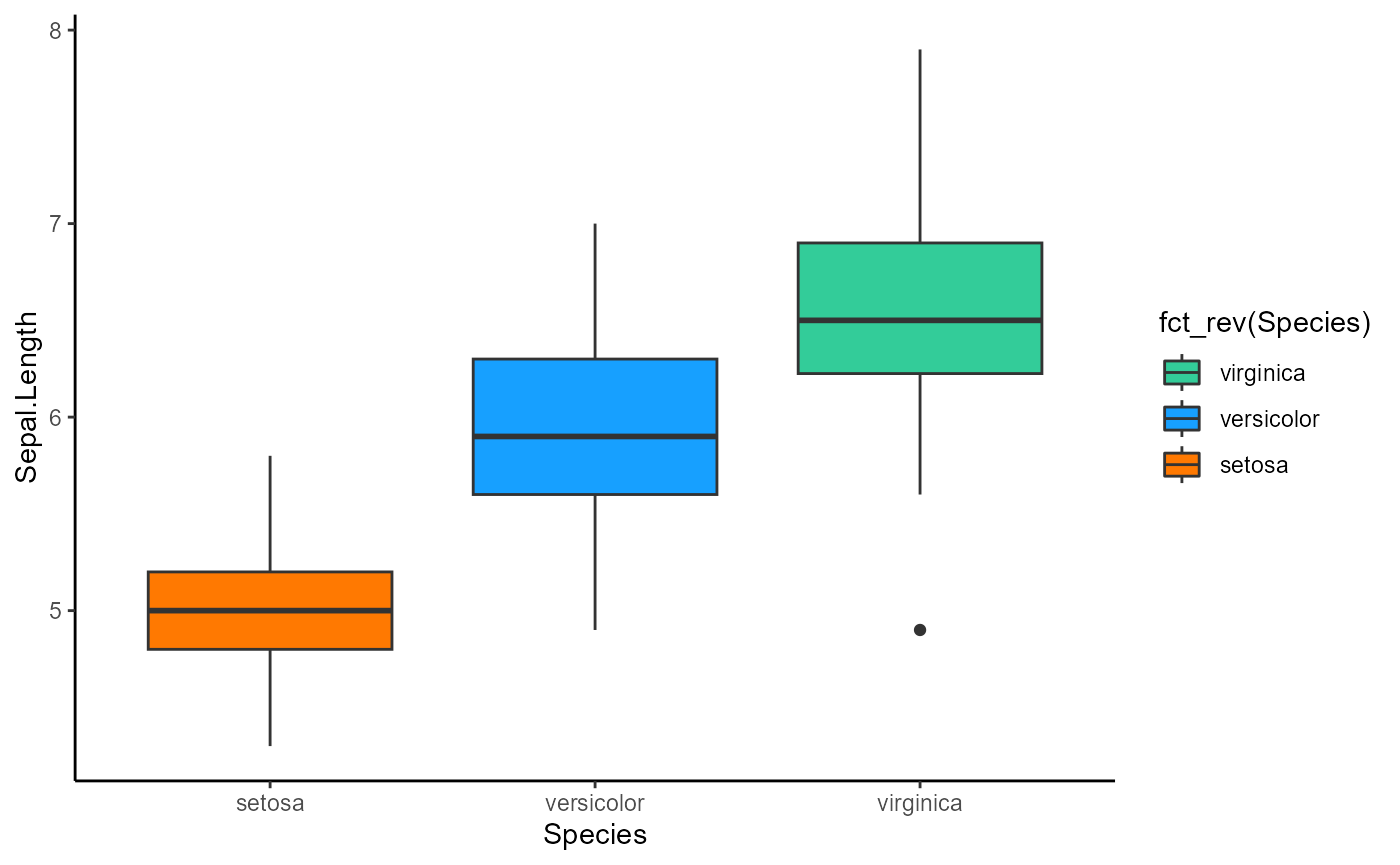 8
7
6
5
Sepal.Length
setosa
versicolor
virginica
Species
fct_rev(Species)
virginica
versicolor
setosa